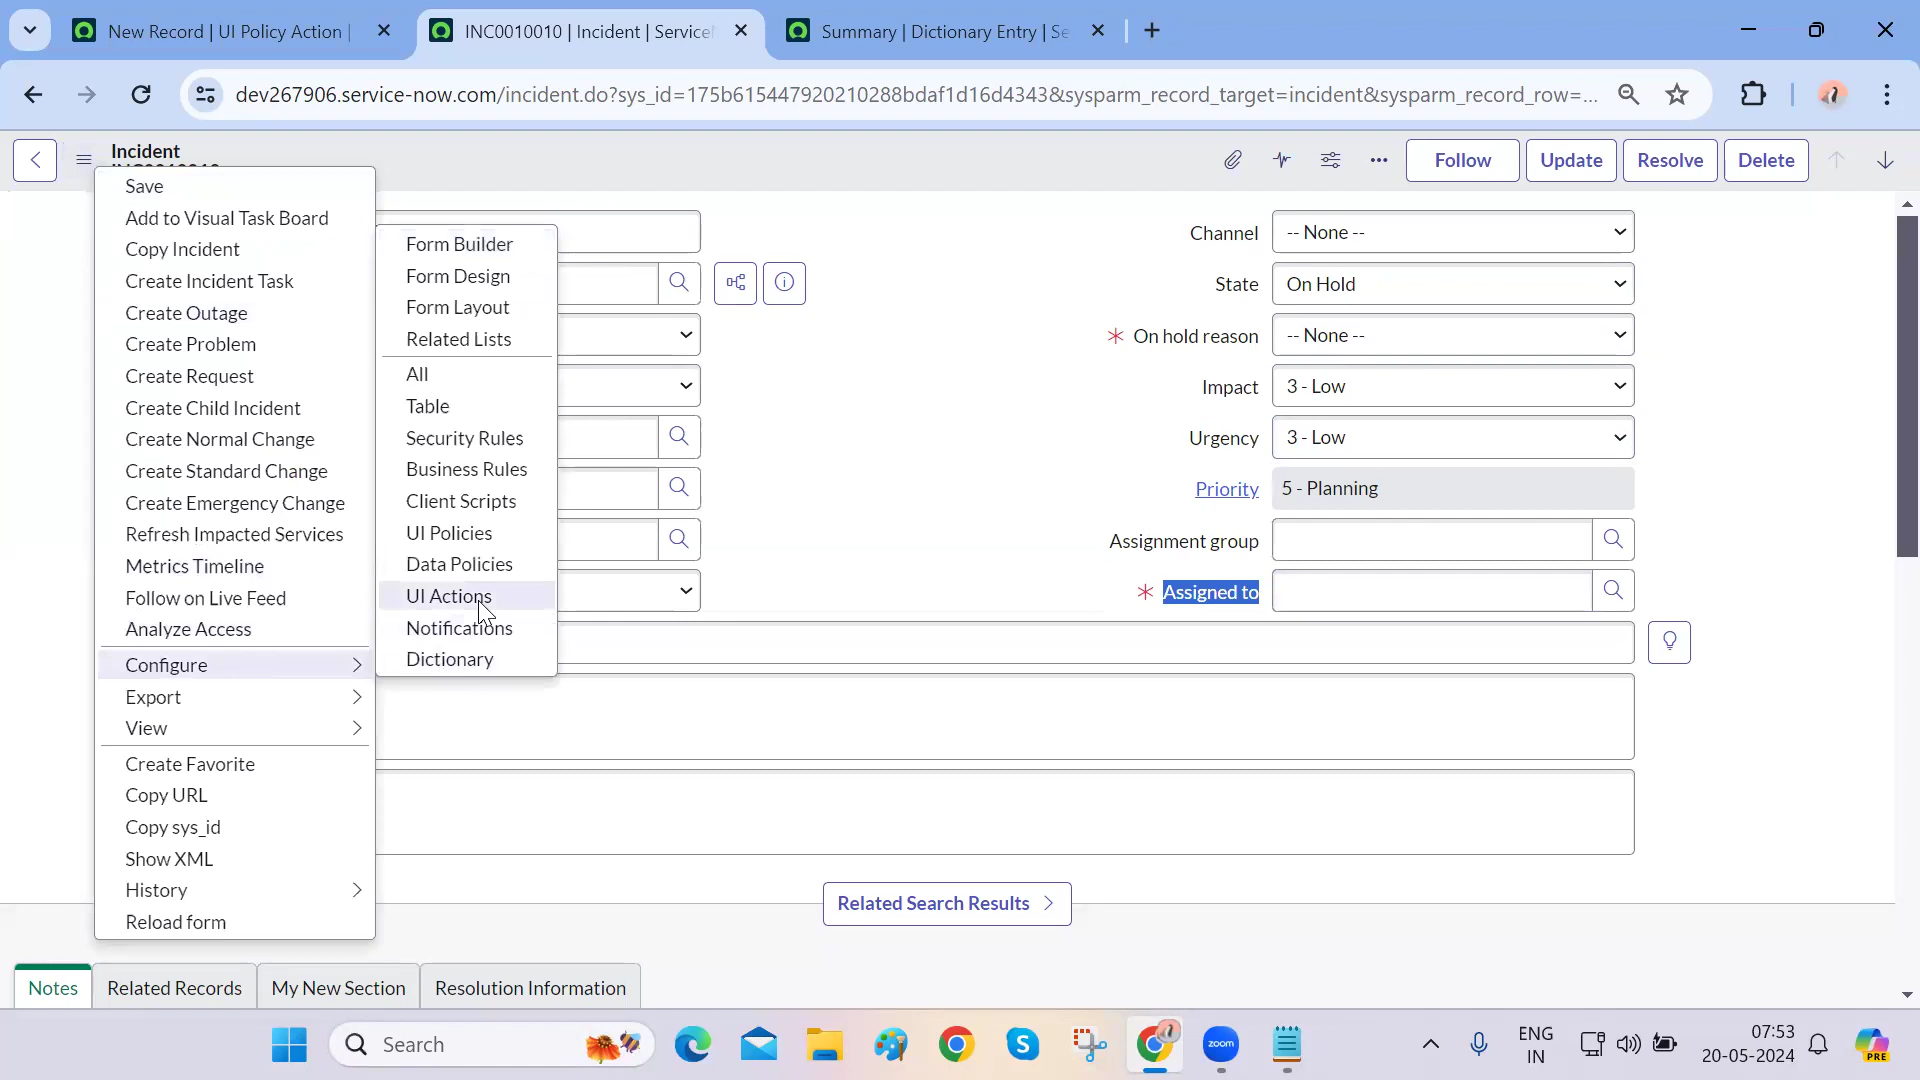 New Record | UI Policy Action |
INC0010010 | Incident | Service
Summary | Dictionary Entry | Se
dev267906.service-now.com/incident.do?sys_id=175b615447920210288bdaf1d16d4343&sysparm_record_target=incident&sysparm_record_row=...
Incident
Follow
Update
Resolve
Delete
Save
Add to Visual Task Board
Copy Incident
Create Incident Task
Create Outage
Create Problem
Create Request
Create Child Incident
Create Normal Change
Create Standard Change
Create Emergency Change
Refresh Impacted Services
Metrics Timeline
Follow on Live Feed
Analyze Access
Configure
Export
View
Create Favorite
Copy URL
Copy sys_id
Show XML
History
Reload form
Form Builder
Form Design
Form Layout
Related Lists
All
Table
Security Rules
Business Rules
Client Scripts
UI Policies
Data Policies
UI Actions
Notifications
Dictionary
Channel -- None --
State On Hold
On hold reason -- None --
Impact 3 - Low
Urgency 3 - Low
Priority 5 - Planning
Assignment group
Assigned to
Related Search Results
Notes
Related Records
My New Section
Resolution Information
Search
zoom
ENG
IN
07:53
20-05-2024
PRE